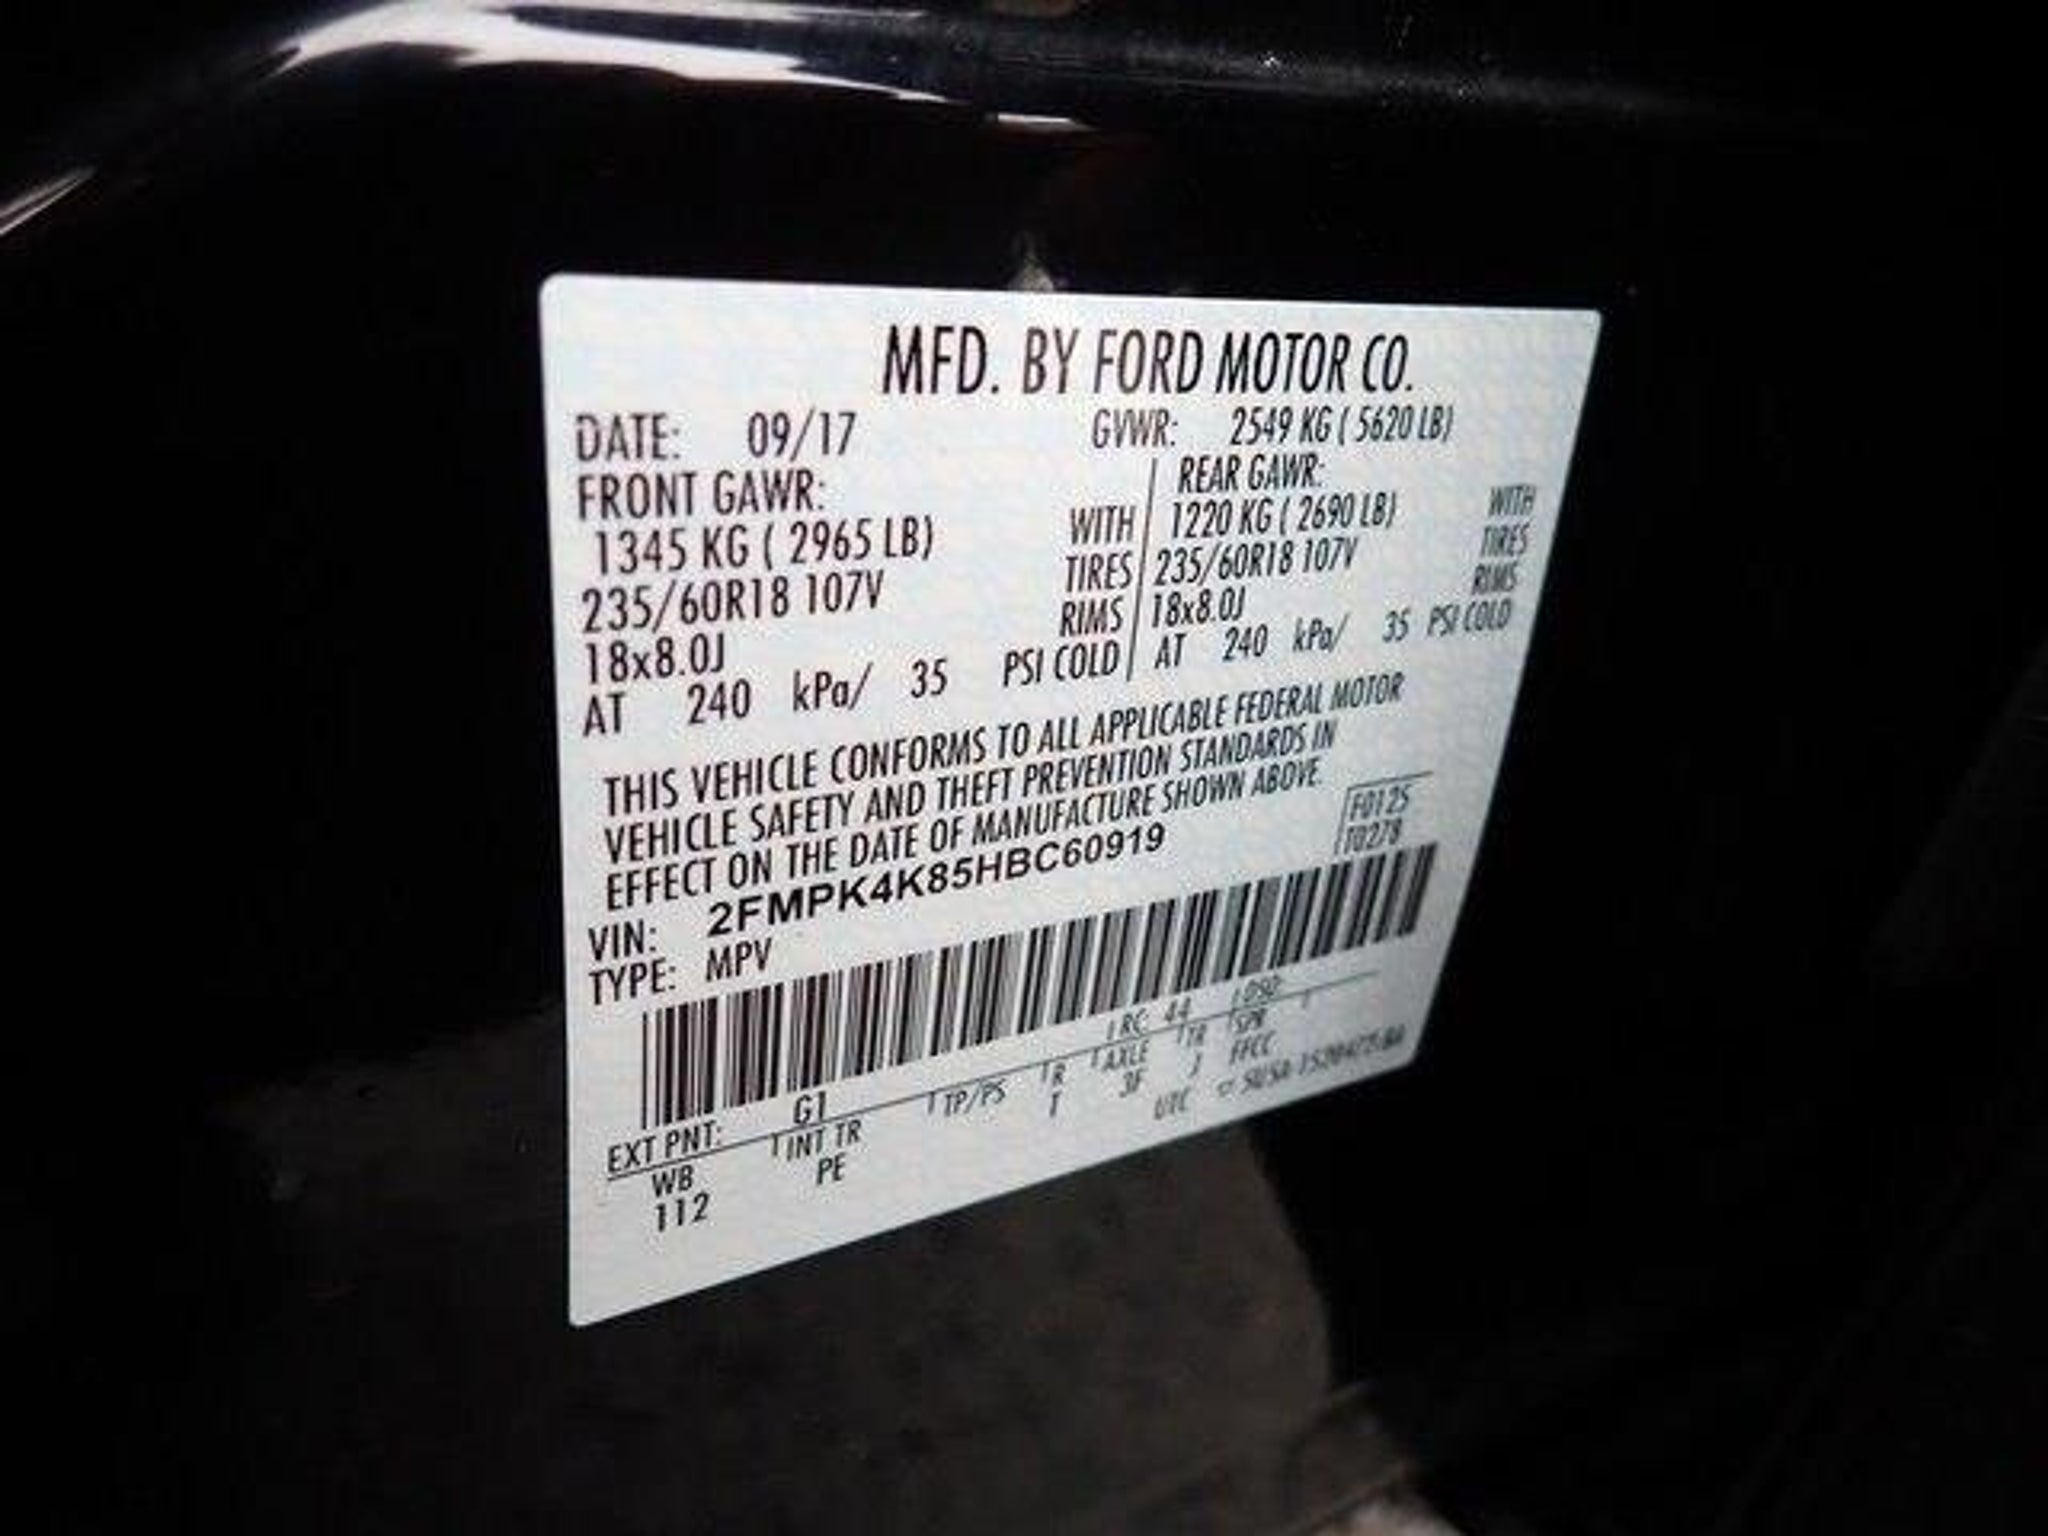 MFD. BY FORD MOTOR CO.
DATE: 09/17 GVWR: 2549 KG ( 5620 LB)
FRONT GAWR: REAR GAWR:
1345 KG ( 2965 LB) WITH 1220 KG ( 2690 LB) WITH
235/60R18 107V TIRES 235/60R18 107V TIRES
18x8.0J RIMS 18x8.0J RIMS
AT 240 kPa/ 35 PSI COLD AT 240 kPa/ 35 PSI COLD
THIS VEHICLE CONFORMS TO ALL APPLICABLE FEDERAL MOTOR
VEHICLE SAFETY AND THEFT PREVENTION STANDARDS IN
EFFECT ON THE DATE OF MANUFACTURE SHOWN ABOVE.
F0125
T0278
VIN: 2FMPK4K85HBC60919
TYPE: MPV
EXT PNT: G1 RC: 44 DSO:
WB INT TR TP/PS R AXLE TR SPR
112 PE T 3F J FFCC
UTC